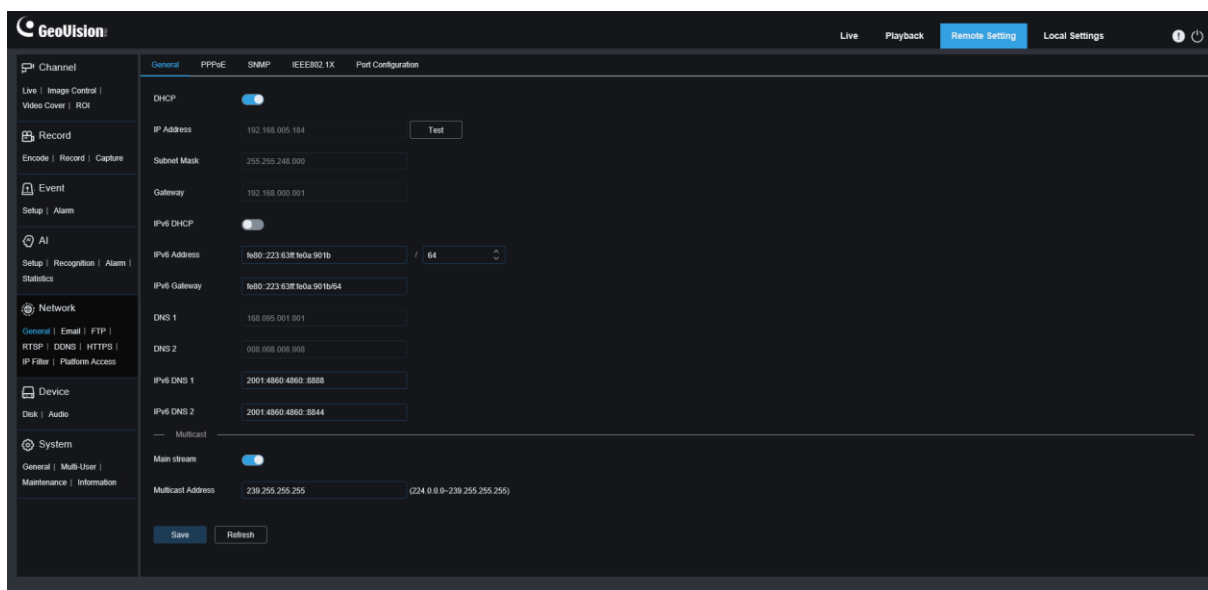 GeoVision
Live Playback Remote Setting Local Settings
Channel
Live | Image Control |
Video Cover | ROI
Record
Encode | Record | Capture
Event
Setup | Alarm
AI
Setup | Recognition | Alarm |
Statistics
Network
General | Email | FTP |
RTSP | DDNS | HTTPS |
IP Filter | Platform Access
Device
Disk | Audio
System
General | Multi-User |
Maintenance | Information
General PPPoE SNMP IEEE802.1X Port Configuration
DHCP
IP Address 192.168.005.184 Test
Subnet Mask 255.255.248.000
Gateway 192.168.000.001
IPv6 DHCP
IPv6 Address fe80::223:63ff:fe0a:901b / 64
IPv6 Gateway fe80::223:63ff:fe0a:901b/64
DNS 1 168.095.001.001
DNS 2 008.008.008.008
IPv6 DNS 1 2001:4860:4860::8888
IPv6 DNS 2 2001:4860:4860::8844
Multicast
Main stream
Multicast Address 239.255.255.255 (224.0.0.0~239.255.255.255)
Save Refresh